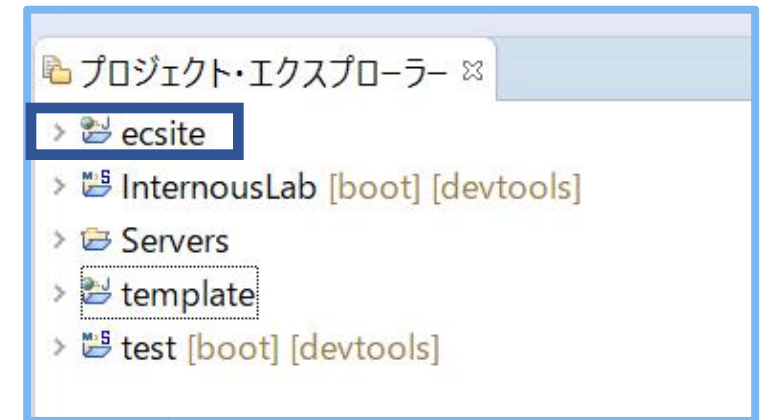 プロジェクト・エクスプローラー
ecsite
InternousLab [boot] [devtools]
Servers
template
test [boot] [devtools]